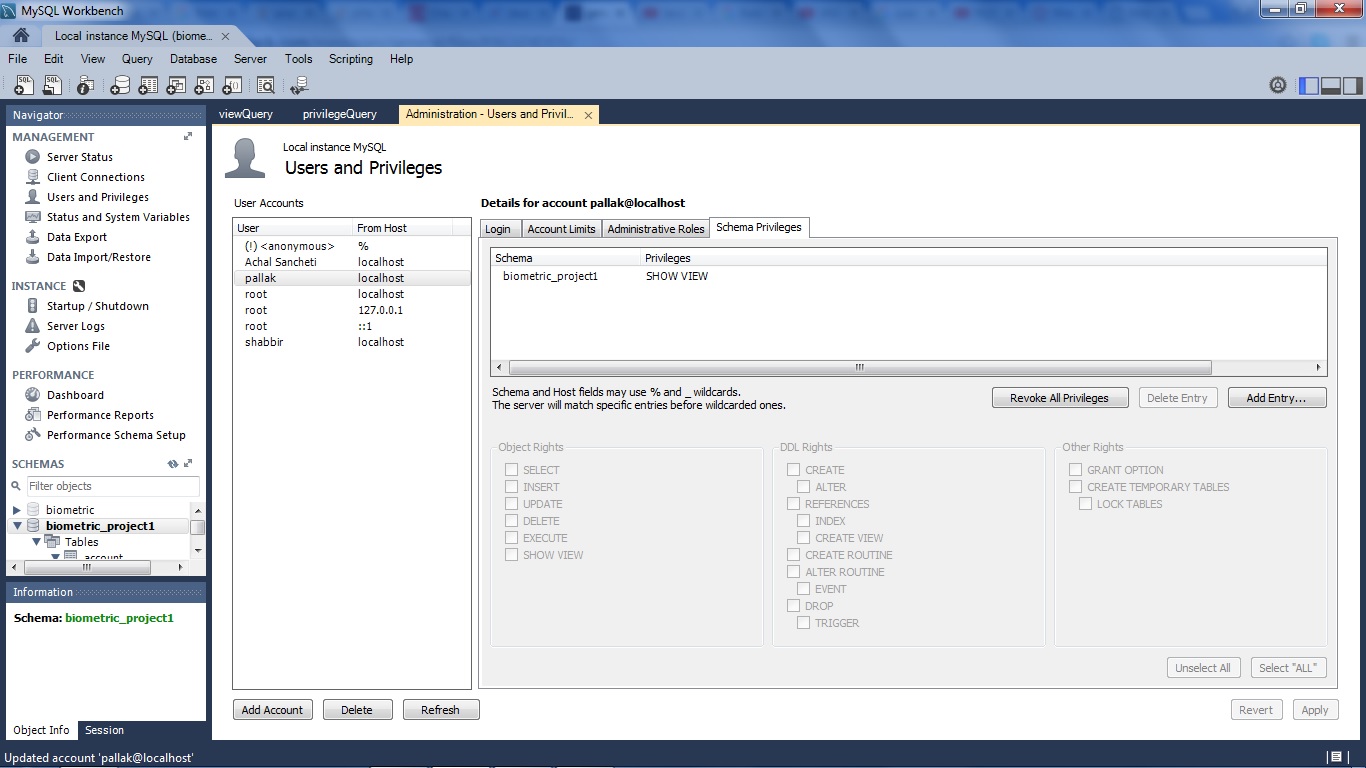 MySQL Workbench
Local instance MySQL (biome...
File Edit View Query Database Server Tools Scripting Help
Navigator
MANAGEMENT
Server Status
Client Connections
Users and Privileges
Status and System Variables
Data Export
Data Import/Restore
INSTANCE
Startup / Shutdown
Server Logs
Options File
PERFORMANCE
Dashboard
Performance Reports
Performance Schema Setup
SCHEMAS
Filter objects
biometric
biometric_project1
Tables
account
Information
Schema: biometric_project1
Object Info Session
viewQuery privilegeQuery Administration - Users and Privil...
Local instance MySQL
Users and Privileges
User Accounts
User From Host
(!) <anonymous> %
Achal Sancheti localhost
pallak localhost
root localhost
root 127.0.0.1
root ::1
shabbir localhost
Add Account Delete Refresh
Details for account pallak@localhost
Login Account Limits Administrative Roles Schema Privileges
Schema Privileges
biometric_project1 SHOW VIEW
Schema and Host fields may use % and _ wildcards.
The server will match specific entries before wildcarded ones.
Revoke All Privileges Delete Entry Add Entry...
Object Rights
SELECT
INSERT
UPDATE
DELETE
EXECUTE
SHOW VIEW
DDL Rights
CREATE
ALTER
REFERENCES
INDEX
CREATE VIEW
CREATE ROUTINE
ALTER ROUTINE
EVENT
DROP
TRIGGER
Other Rights
GRANT OPTION
CREATE TEMPORARY TABLES
LOCK TABLES
Unselect All Select "ALL"
Revert Apply
Updated account 'pallak@localhost'